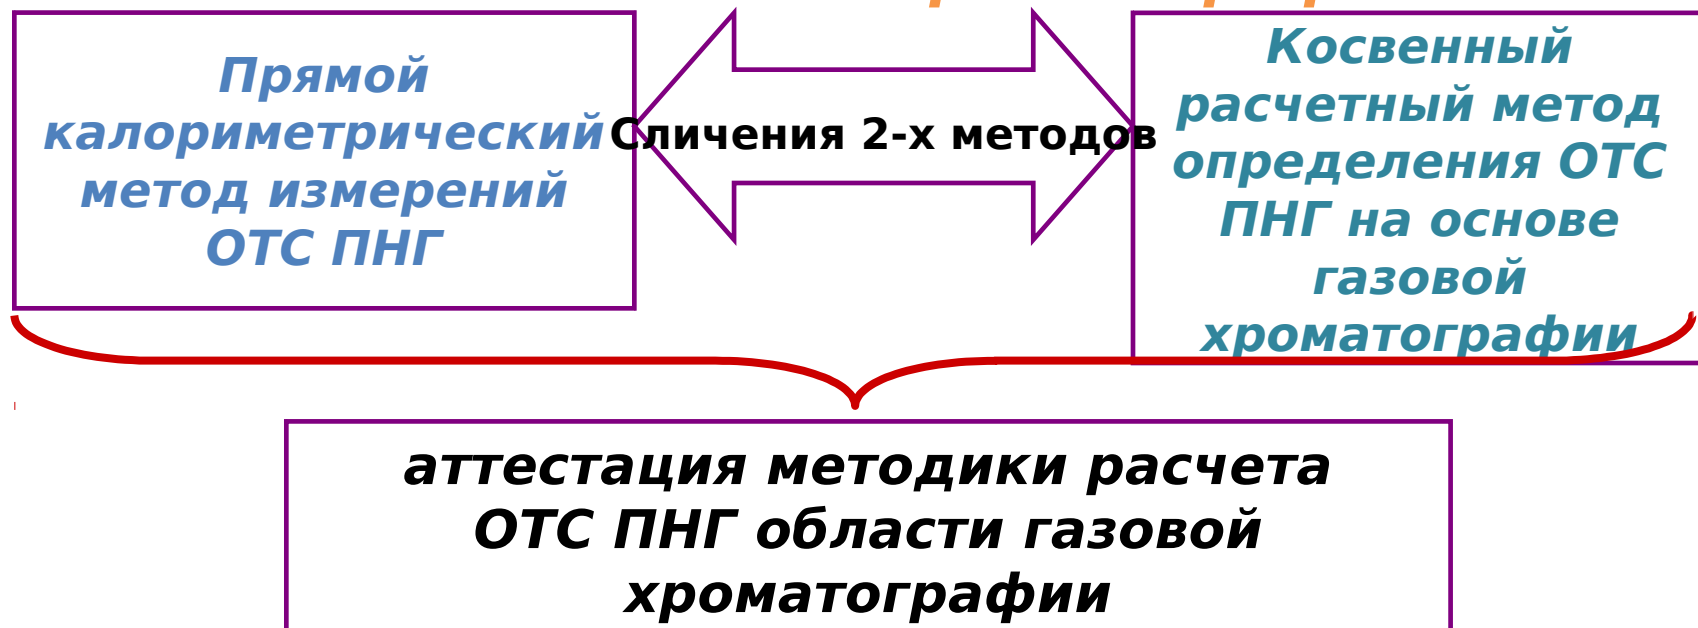 Прямой
калориметрический
метод измерений
ОТС ПНГ
Сличения 2-х методов
Косвенный
расчетный метод
определения ОТС
ПНГ на основе
газовой
хроматографии
аттестация методики расчета
ОТС ПНГ области газовой
хроматографии